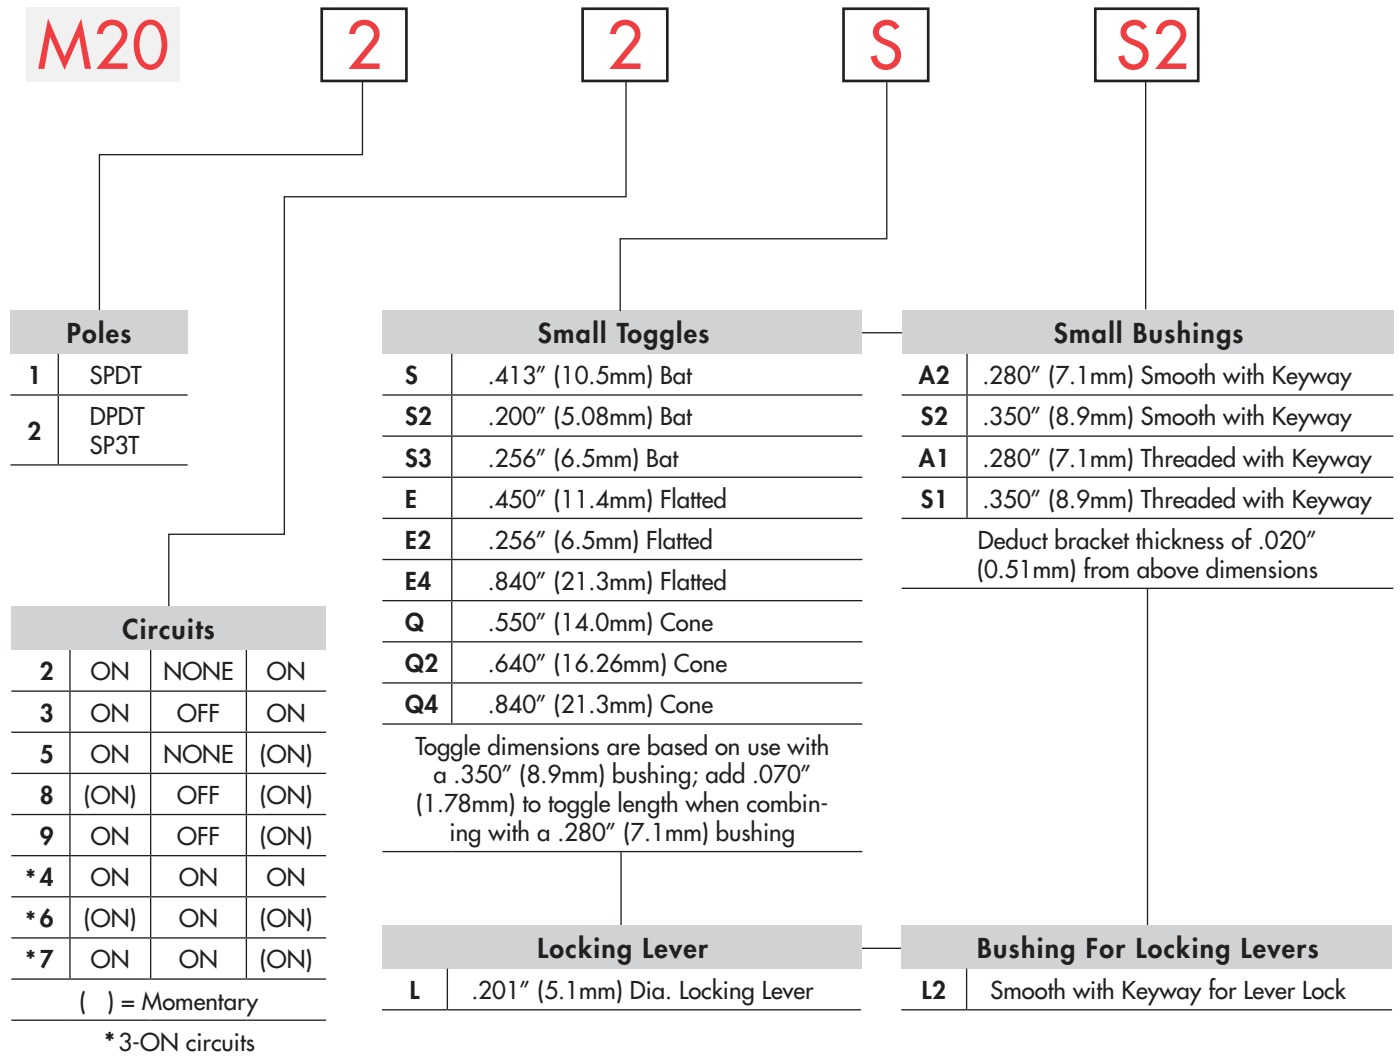 M20 2 2 S S2
Poles
1 SPDT
2 DPDT
SP3T
Circuits
2 ON NONE ON
3 ON OFF ON
5 ON NONE (ON)
8 (ON) OFF (ON)
9 ON OFF (ON)
*4 ON ON ON
*6 (ON) ON (ON)
*7 ON ON (ON)
( ) = Momentary
*3-ON circuits
Small Toggles
S .413" (10.5mm) Bat
S2 .200" (5.08mm) Bat
S3 .256" (6.5mm) Bat
E .450" (11.4mm) Flatted
E2 .256" (6.5mm) Flatted
E4 .840" (21.3mm) Flatted
Q .550" (14.0mm) Cone
Q2 .640" (16.26mm) Cone
Q4 .840" (21.3mm) Cone
Toggle dimensions are based on use with
a .350" (8.9mm) bushing; add .070"
(1.78mm) to toggle length when combin-
ing with a .280" (7.1mm) bushing
Locking Lever
L .201" (5.1mm) Dia. Locking Lever
Small Bushings
A2 .280" (7.1mm) Smooth with Keyway
S2 .350" (8.9mm) Smooth with Keyway
A1 .280" (7.1mm) Threaded with Keyway
S1 .350" (8.9mm) Threaded with Keyway
Deduct bracket thickness of .020"
(0.51mm) from above dimensions
Bushing For Locking Levers
L2 Smooth with Keyway for Lever Lock